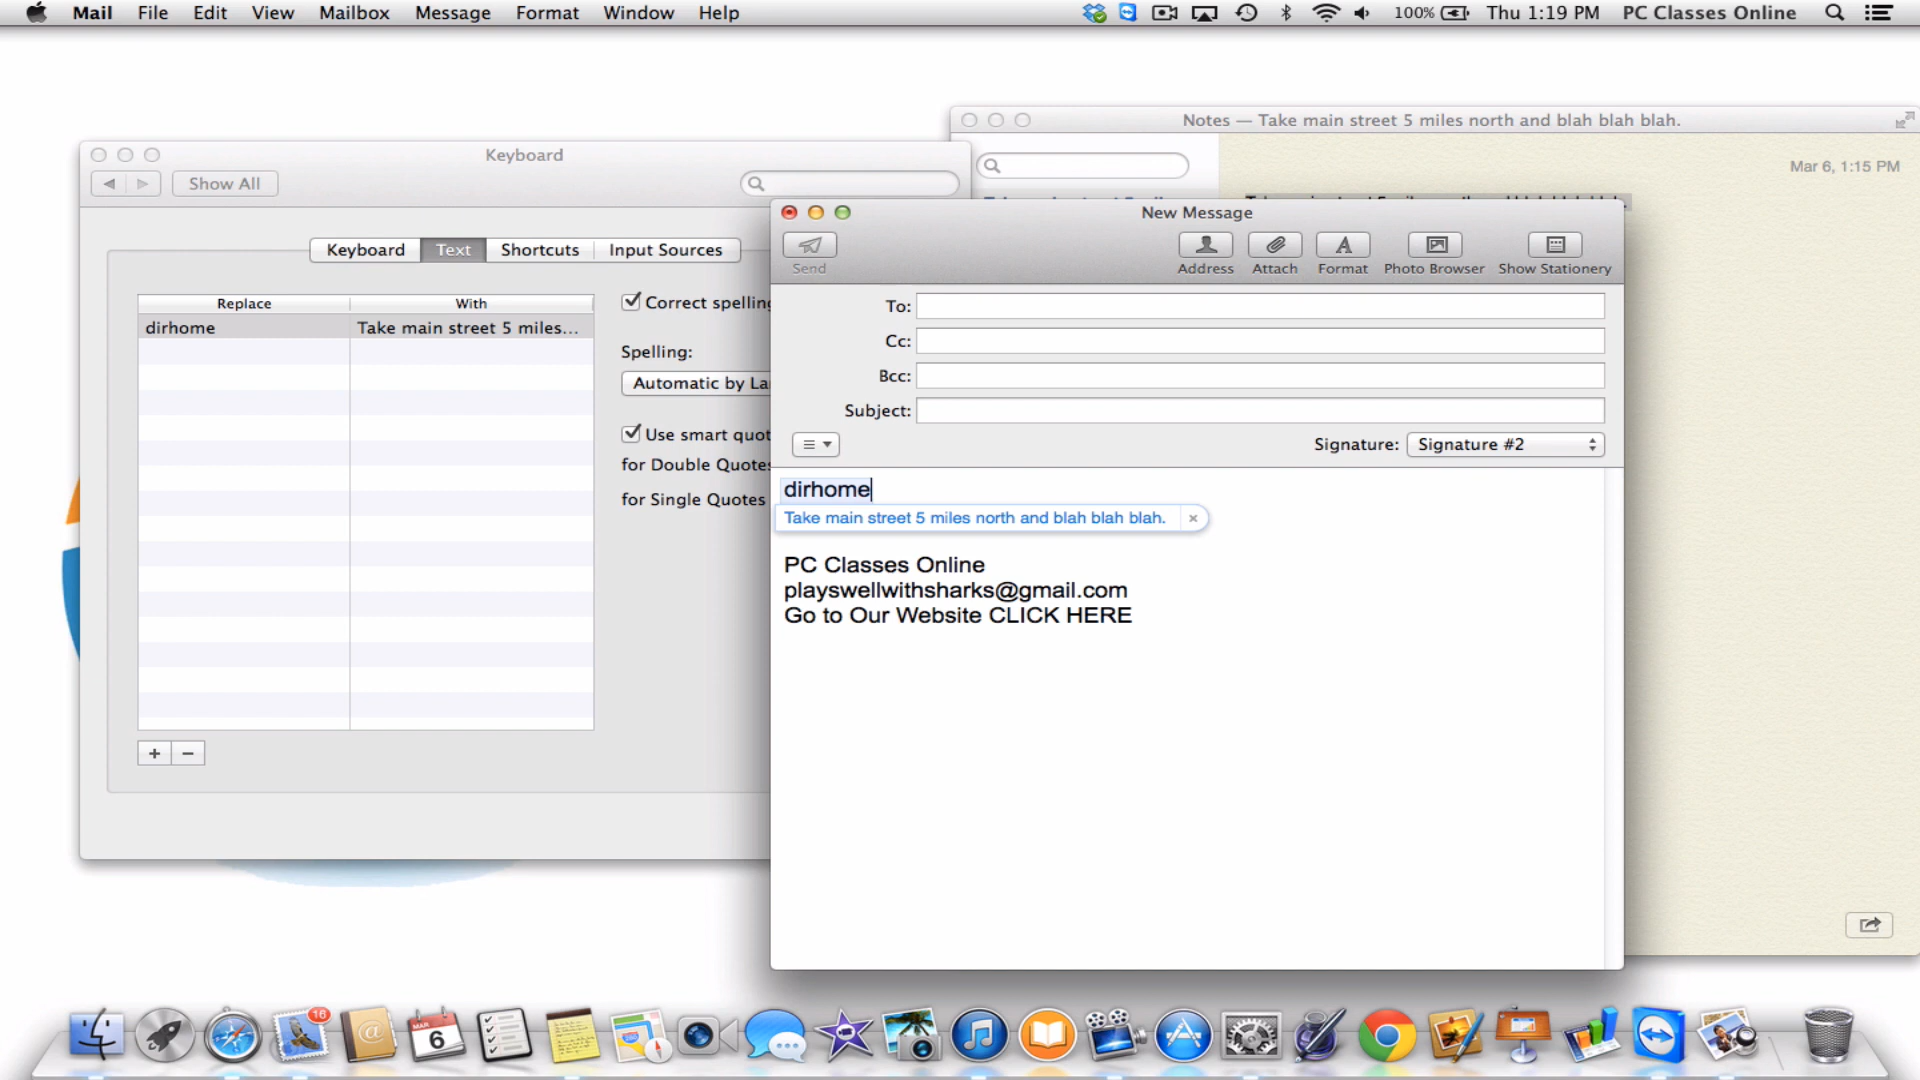 Mail File Edit View Mailbox Message Format Window Help 100% Thu 1:19 PM PC Classes Online
Notes — Take main street 5 miles north and blah blah blah.
Mar 6, 1:15 PM
Keyboard
Show All
Keyboard Text Shortcuts Input Sources
Replace With
dirhome Take main street 5 miles...
Correct spelling
Spelling:
Automatic by La
Use smart quot
for Double Quotes
for Single Quotes
New Message
Send Address Attach Format Photo Browser Show Stationery
To:
Cc:
Bcc:
Subject:
Signature: Signature #2
dirhome
Take main street 5 miles north and blah blah blah. ×
PC Classes Online
playswellwithsharks@gmail.com
Go to Our Website CLICK HERE
16
MAR
6